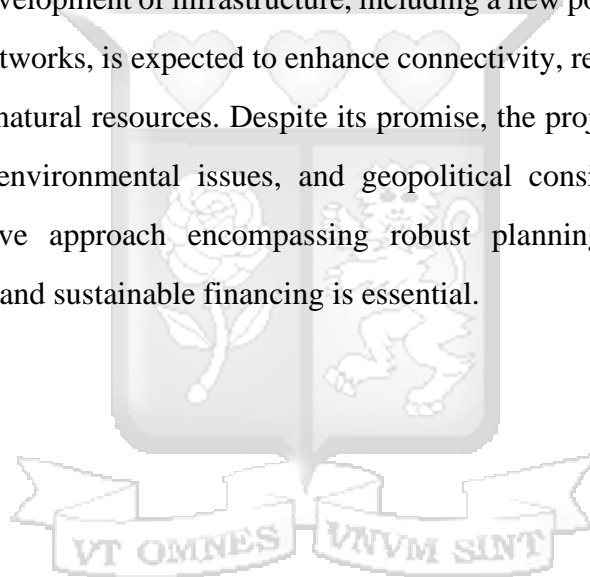 velopment of infrastructure, including a new po
tworks, is expected to enhance connectivity, re
natural resources. Despite its promise, the proj
environmental issues, and geopolitical consi
ve approach encompassing robust planning
and sustainable financing is essential.
VT OMNES VNVM SINT